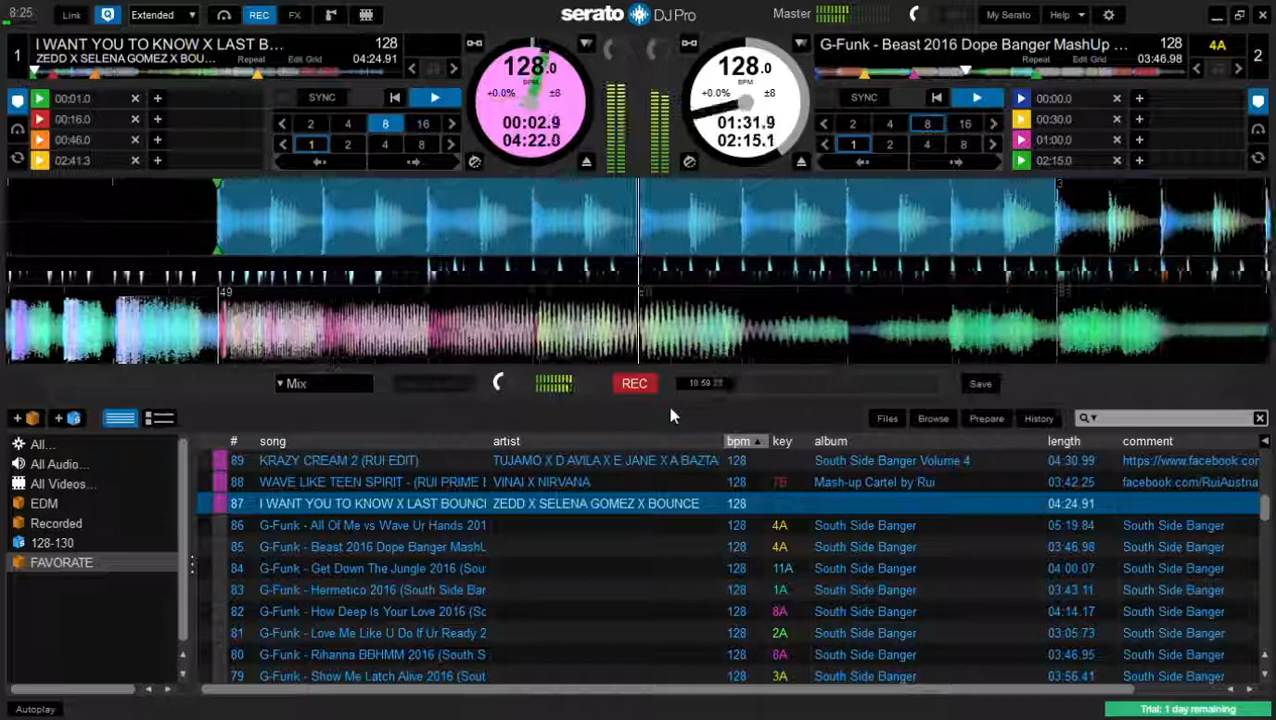 8:25 Link Extended REC FX serato DJ Pro Master My Serato Help
1 I WANT YOU TO KNOW X LAST B... 128
ZEDD X SELENA GOMEZ X BOU... Repeat Edit Grid 04:24.91
00:01.0
00:16.0
00:46.0
02:41.3
SYNC
2 4 8 16
1 2 4 8
128.0
BPM
+0.0% ±8
00:02.9
04:22.0
128.0
BPM
+0.0% ±8
01:31.9
02:15.1
G-Funk - Beast 2016 Dope Banger MashUp ... 128 4A 2
Repeat Edit Grid 03:46.98
SYNC
2 4 8 16
1 2 4 8
00:00.0
00:30.0
01:00.0
02:15.0
3
49
Mix REC Save
Files Browse Prepare History
All...
All Audio...
All Videos...
EDM
Recorded
128-130
FAVORATE
# song artist bpm key album length comment
89 KRAZY CREAM 2 (RUI EDIT) TUJAMO X D AVILA X E JANE X A BAZTA 128 South Side Banger Volume 4 04:30.99 https://www.facebook.cor
88 WAVE LIKE TEEN SPIRIT - (RUI PRIME I VINAI X NIRVANA 128 7B Mash-up Cartel by Rui 03:42.25 facebook.com/RuiAustria
87 I WANT YOU TO KNOW X LAST BOUNC ZEDD X SELENA GOMEZ X BOUNCE 128 04:24.91
86 G-Funk - All Of Me vs Wave Ur Hands 201 128 4A South Side Banger 05:19.84 South Side Banger
85 G-Funk - Beast 2016 Dope Banger MashU 128 4A South Side Banger 03:46.98 South Side Banger
84 G-Funk - Get Down The Jungle 2016 (Sou 128 11A South Side Banger 04:00.07 South Side Banger
83 G-Funk - Hermetico 2016 (South Side Ban 128 1A South Side Banger 03:43.11 South Side Banger
82 G-Funk - How Deep Is Your Love 2016 (Sc 128 8A South Side Banger 04:14.17 South Side Banger
81 G-Funk - Love Me Like U Do If Ur Ready 2 128 2A South Side Banger 03:05.73 South Side Banger
80 G-Funk - Rihanna BBHMM 2016 (South S 128 8A South Side Banger 03:46.95 South Side Banger
79 G-Funk - Show Me Latch Alive 2016 (Sout 128 3A South Side Banger 03:56.41 South Side Banger
Autoplay Trial: 1 day remaining